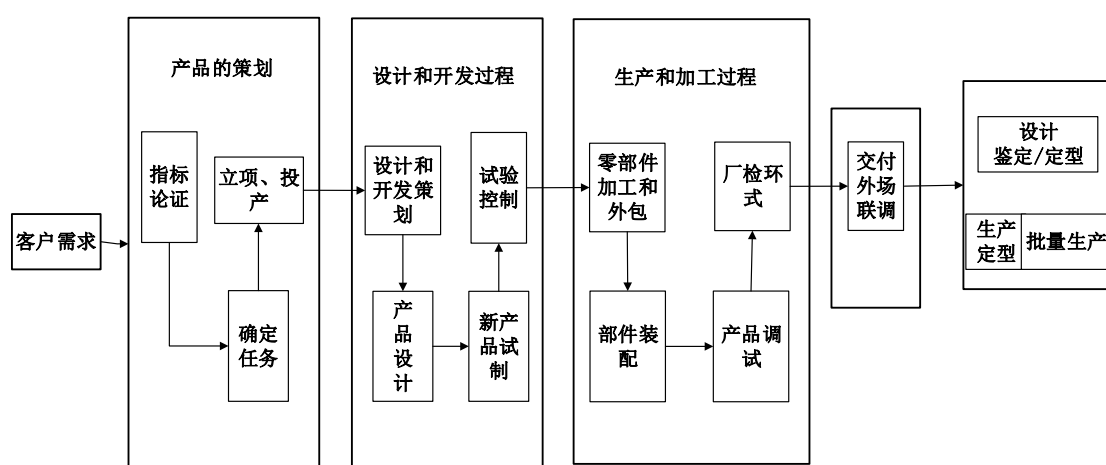 客户需求
产品的策划
指标
论证
确定
任务
立项、投
产
设计和开发过程
设计和
开发策
划
产
品
设
计
新产
品试
制
试验
控制
生产和加工过程
零部件
加工和
外包
部件装
配
产品调
试
厂检环
式
交付
外场
联调
设计
鉴定/定型
生产
定型
批量生产